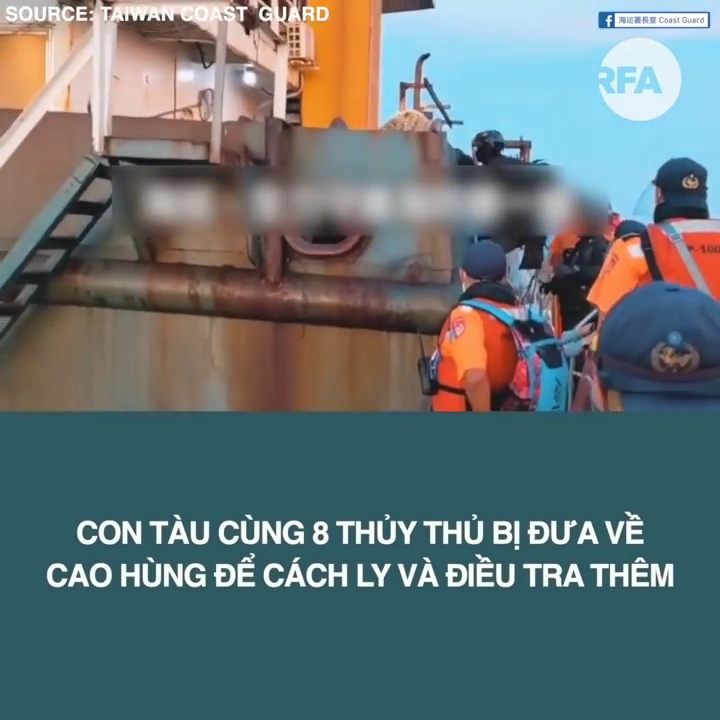 SOURCE: TAIWAN COAST GUARD
海巡署長室 Coast Guard
RFA
CON TÀU CÙNG 8 THỦY THỦ BỊ ĐƯA VỀ
CAO HÙNG ĐỂ CÁCH LY VÀ ĐIỀU TRA THÊM